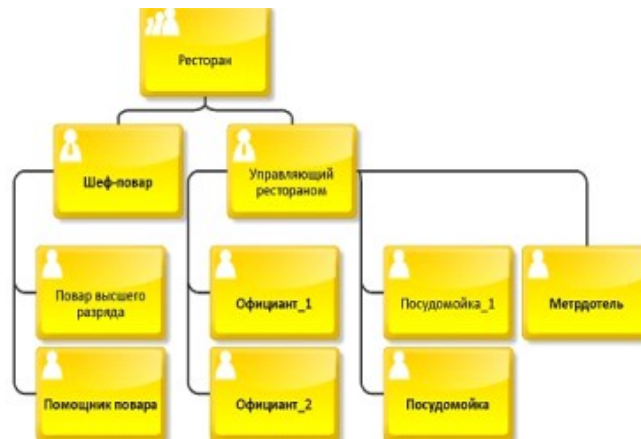 Ресторан
Шеф-повар
Управляющий
рестораном
Повар высшего
разряда
Официант_1
Посудомойка_1
Метрдотель
Помощник повара
Официант_2
Посудомойка